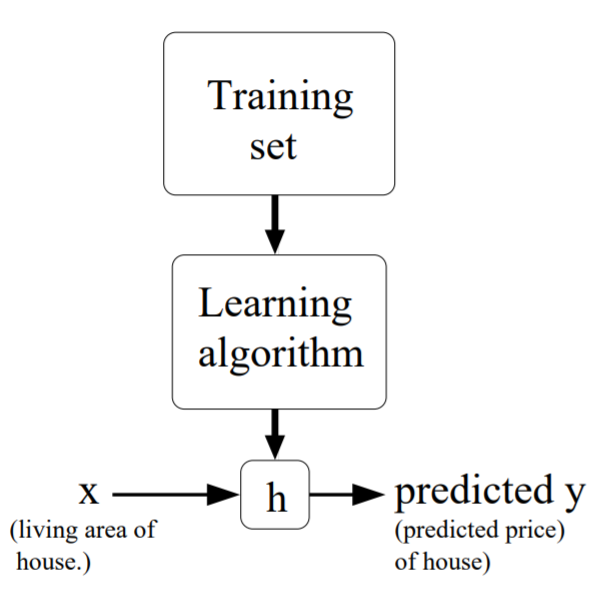 Training
set
Learning
algorithm
x
h
predicted y
(living area of
house.)
(predicted price)
of house)